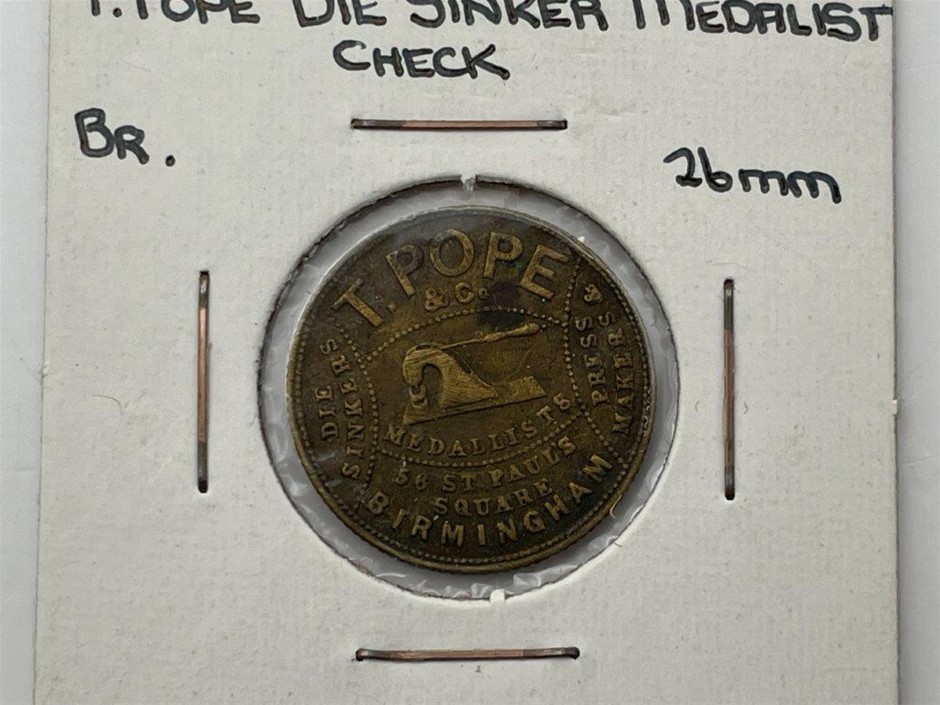 T. POPE DIE SINKER MEDALIST
CHECK
BR.
26mm
T. POPE
& Co
DIE
SINKERS
PRESS &
MAKERS
MEDALLISTS
56 ST. PAULS
SQUARE
BIRMINGHAM